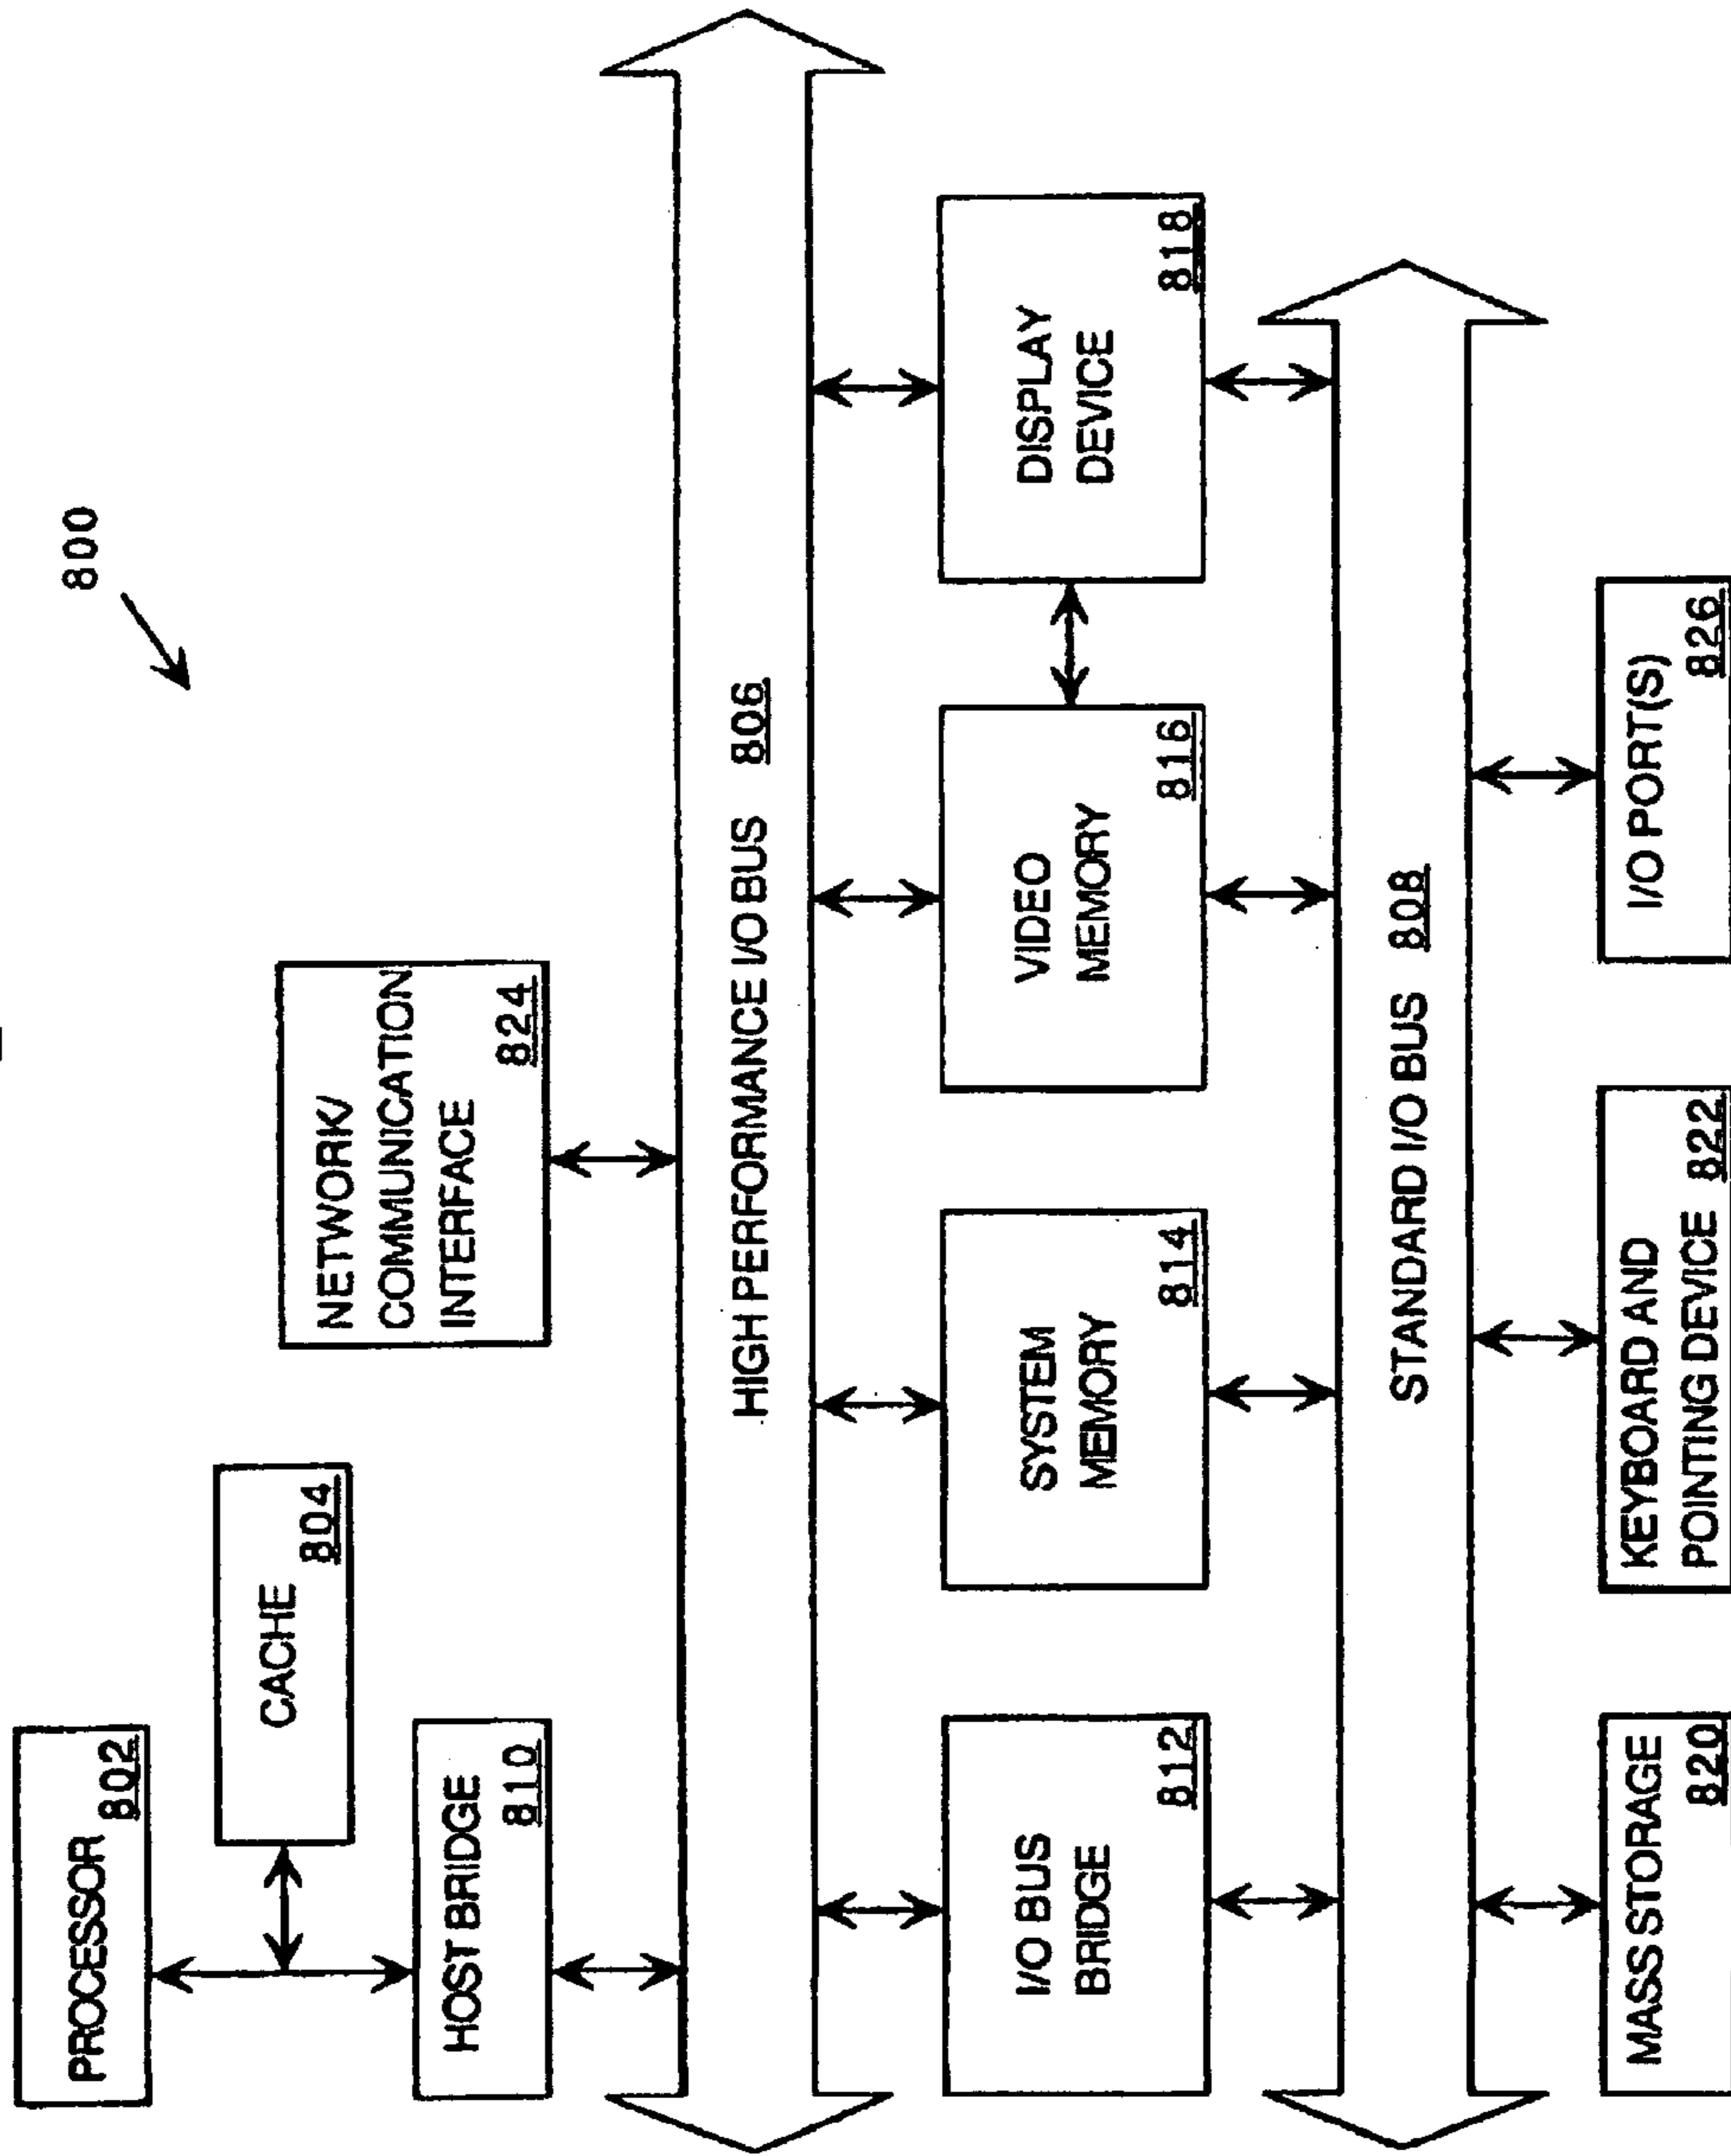 800
PROCESSOR
802
CACHE
804
HOST BRIDGE
810
NETWORK/
COMMUNICATION
INTERFACE
824
HIGH PERFORMANCE I/O BUS 806
I/O BUS
BRIDGE
812
SYSTEM
MEMORY
814
VIDEO
MEMORY
816
DISPLAY
DEVICE
818
STANDARD I/O BUS 808
MASS STORAGE
820
KEYBOARD AND
POINTING DEVICE 822
I/O PORT(S)
826